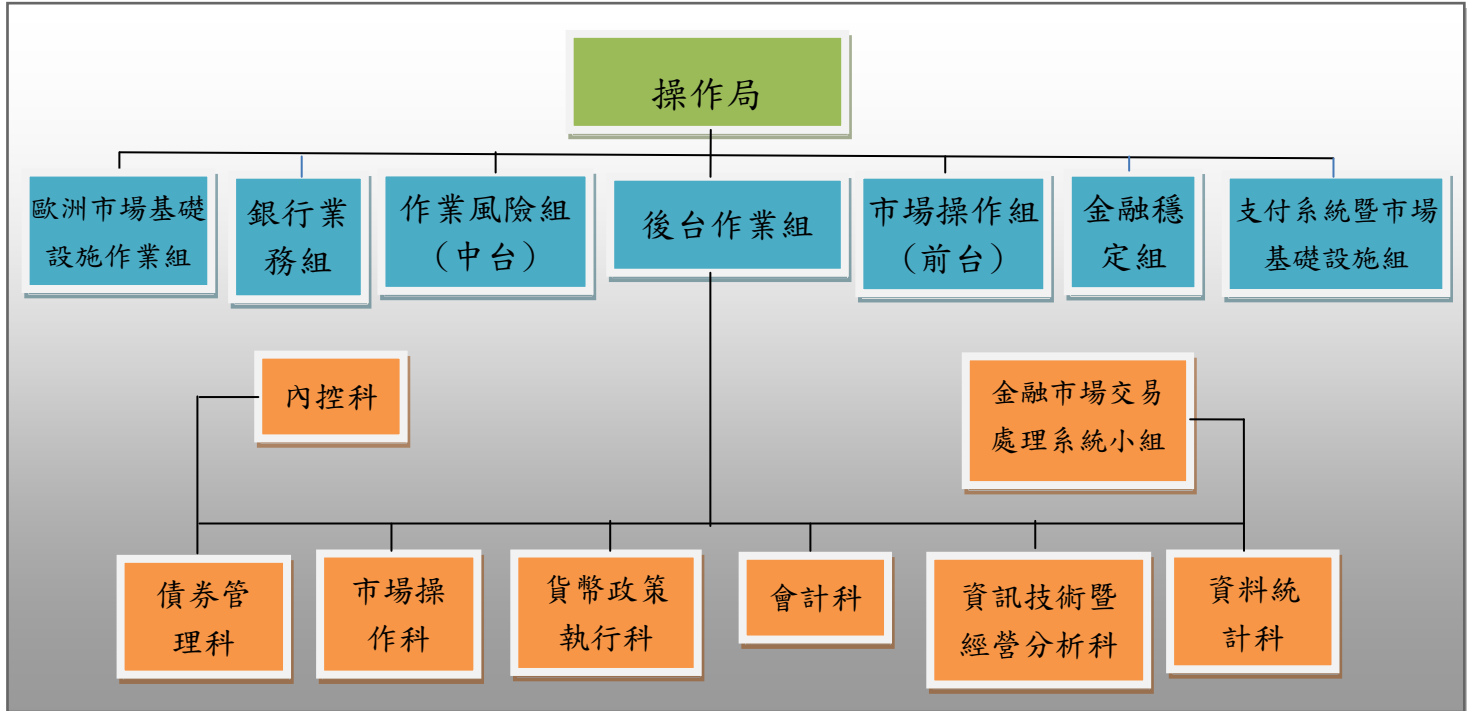 操作局
歐洲市場基礎
設施作業組
銀行業
務組
作業風險組
（中台）
後台作業組
市場操作組
（前台）
金融穩
定組
支付系統暨市場
基礎設施組
內控科
金融市場交易
處理系統小組
債券管
理科
市場操
作科
貨幣政策
執行科
會計科
資訊技術暨
經營分析科
資料統
計科